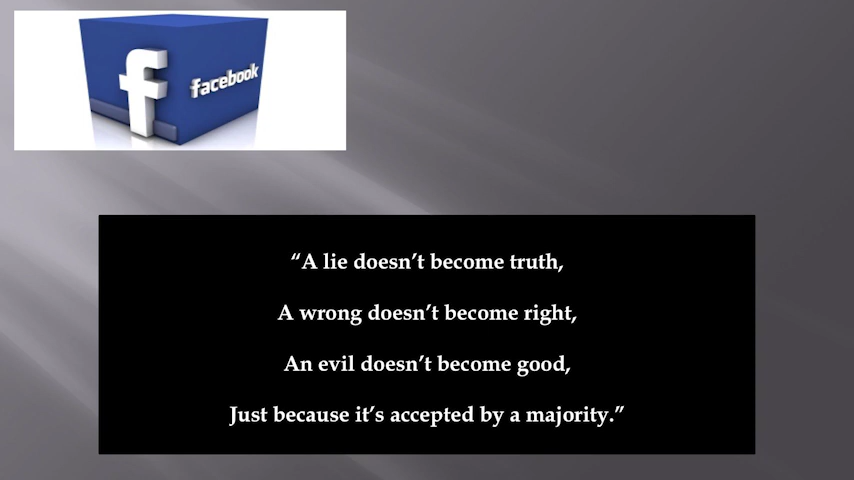 f
facebook
“A lie doesn’t become truth,
A wrong doesn’t become right,
An evil doesn’t become good,
Just because it’s accepted by a majority.”